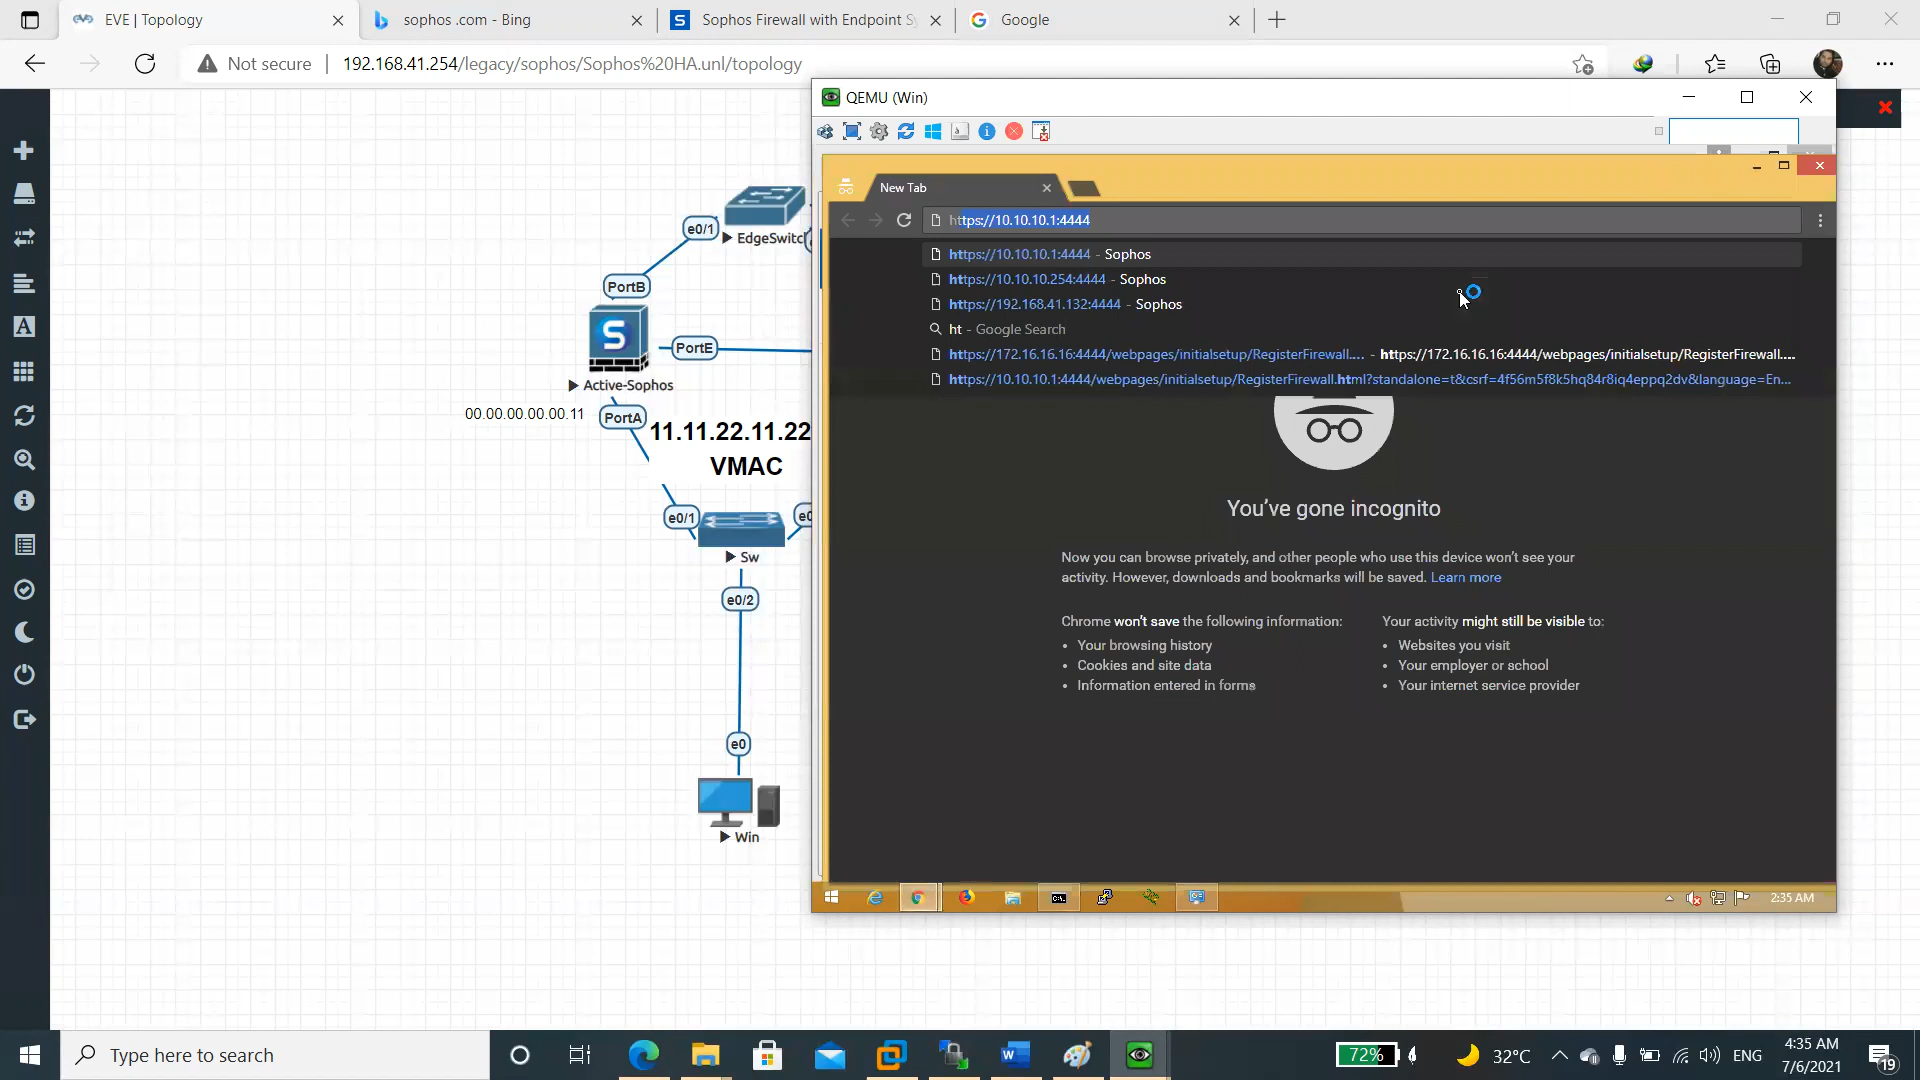 EVE | Topology
sophos .com - Bing
Sophos Firewall with Endpoint Sy
Google
Not secure
192.168.41.254/legacy/sophos/Sophos%20HA.unl/topology
QEMU (Win)
New Tab
https://10.10.10.1:4444
https://10.10.10.1:4444 - Sophos
https://10.10.10.254:4444 - Sophos
https://192.168.41.132:4444 - Sophos
ht - Google Search
https://172.16.16.16:4444/webpages/initialsetup/RegisterFirewall.... - https://172.16.16.16:4444/webpages/initialsetup/RegisterFirewall....
https://10.10.10.1:4444/webpages/initialsetup/RegisterFirewall.html?standalone=t&csrf=4f56m5f8k5hq84r8iq4eppq2dv&language=En...
You've gone incognito
Now you can browse privately, and other people who use this device won't see your
activity. However, downloads and bookmarks will be saved. Learn more
Chrome won't save the following information:
• Your browsing history
• Cookies and site data
• Information entered in forms
Your activity might still be visible to:
• Websites you visit
• Your employer or school
• Your internet service provider
2:35 AM
e0/1
EdgeSwitc
PortB
S
PortE
Active-Sophos
00.00.00.00.00.11
PortA
11.11.22.11.22
VMAC
e0/1
e0
Sw
e0/2
e0
Win
Type here to search
72%
32°C
ENG
4:35 AM
7/6/2021
19